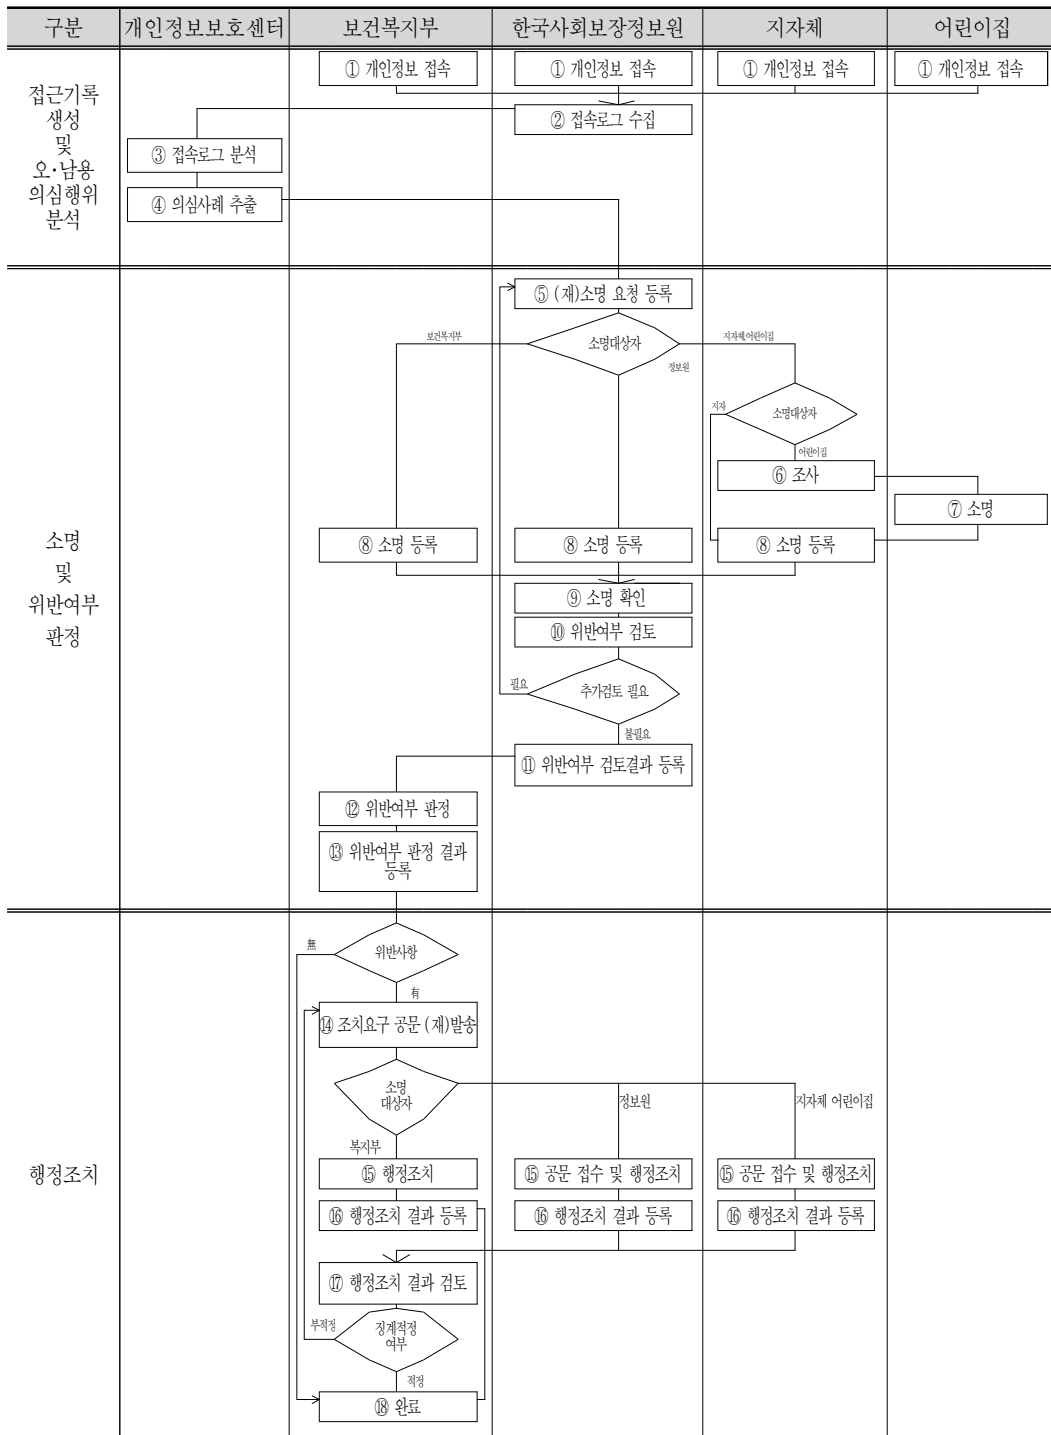 구분 개인정보보호센터 보건복지부 한국사회보장정보원 지자체 어린이집
접근기록
생성
및
오·남용
의심행위
분석
① 개인정보 접속 ① 개인정보 접속 ① 개인정보 접속 ① 개인정보 접속
② 접속로그 수집
③ 접속로그 분석
④ 의심사례 추출
소명
및
위반여부
판정
⑤ (재)소명 요청 등록
소명대상자
보건복지부
지자체어린이집
정보원
소명대상자
지자
어린이집
⑥ 조사
⑦ 소명
⑧ 소명 등록 ⑧ 소명 등록 ⑧ 소명 등록
⑨ 소명 확인
⑩ 위반여부 검토
추가검토 필요
필요
불필요
⑪ 위반여부 검토결과 등록
⑫ 위반여부 판정
⑬ 위반여부 판정 결과
등록
행정조치
위반사항
無
有
⑭ 조치요구 공문 (재)발송
소명
대상자
정보원
지자체 어린이집
복지부
⑮ 행정조치 ⑮ 공문 접수 및 행정조치 ⑮ 공문 접수 및 행정조치
⑯ 행정조치 결과 등록 ⑯ 행정조치 결과 등록 ⑯ 행정조치 결과 등록
⑰ 행정조치 결과 검토
징계적정
여부
부적정
적정
⑱ 완료